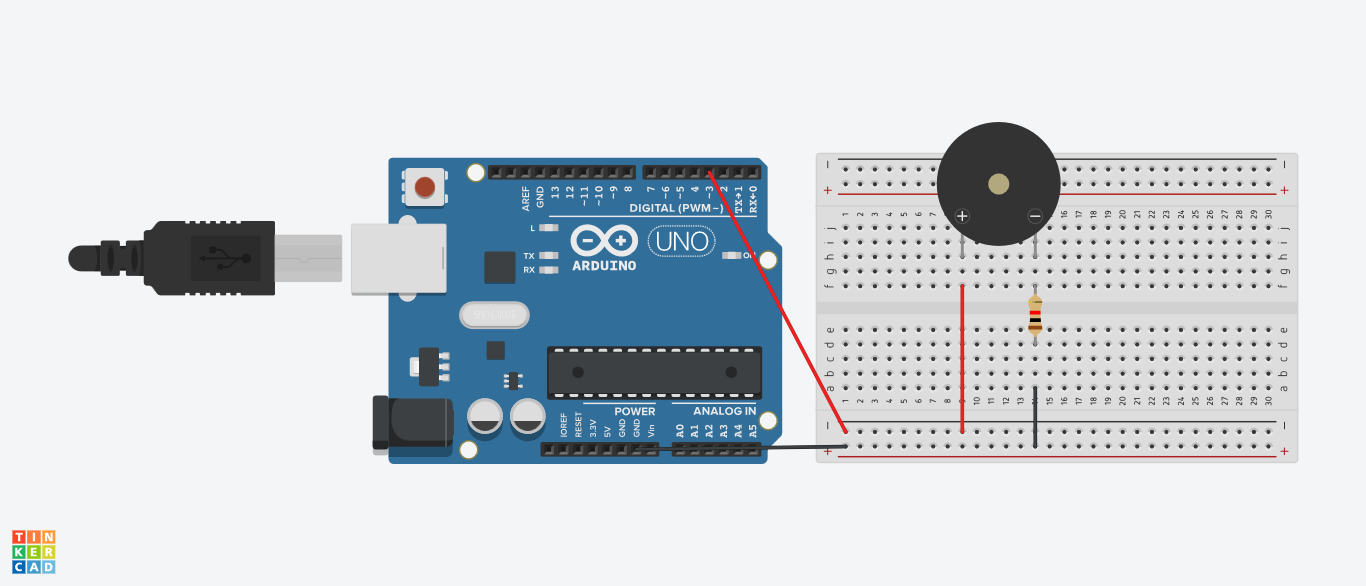 1 2 3 4 5 6 7 8 9 10 11 12 13 14 15 16 17 18 19 20 21 22 23 24 25 26 27 28 29 30
AREF
GND
13
12
~11
~10
~9
8
7
~6
~5
4
~3
2
TX→1
RX←0
DIGITAL (PWM~)
L
TX
RX
ARDUINO
UNO
POWER
ANALOG IN
IOREF
RESET
3.3V
5V
GND
GND
Vin
A0
A1
A2
A3
A4
A5
− −
+ +
+ −
j j
i i
h h
g g
f f
e e
d d
c c
b b
a a
− −
+ +
TIN
KER
CAD